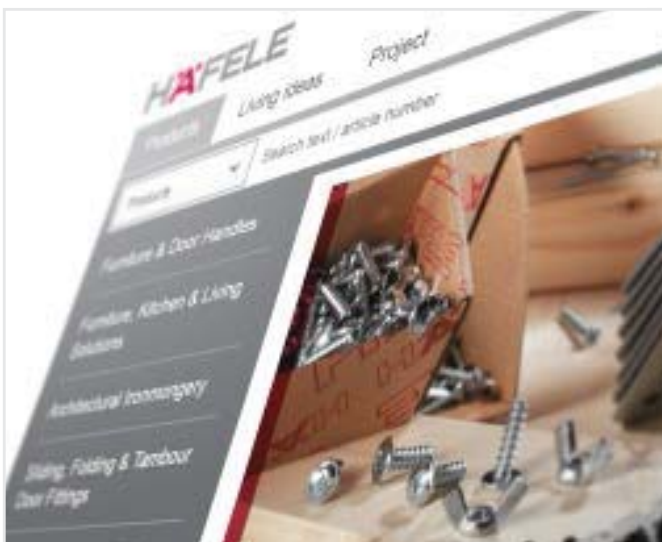 HÄFELE
Products
Living ideas
Project
Products
Search text / article number
Furniture & Door Handles
Furniture, Kitchen & Living
Solutions
Architectural Ironmongery
Sliding, Folding & Tambour
Door Fittings